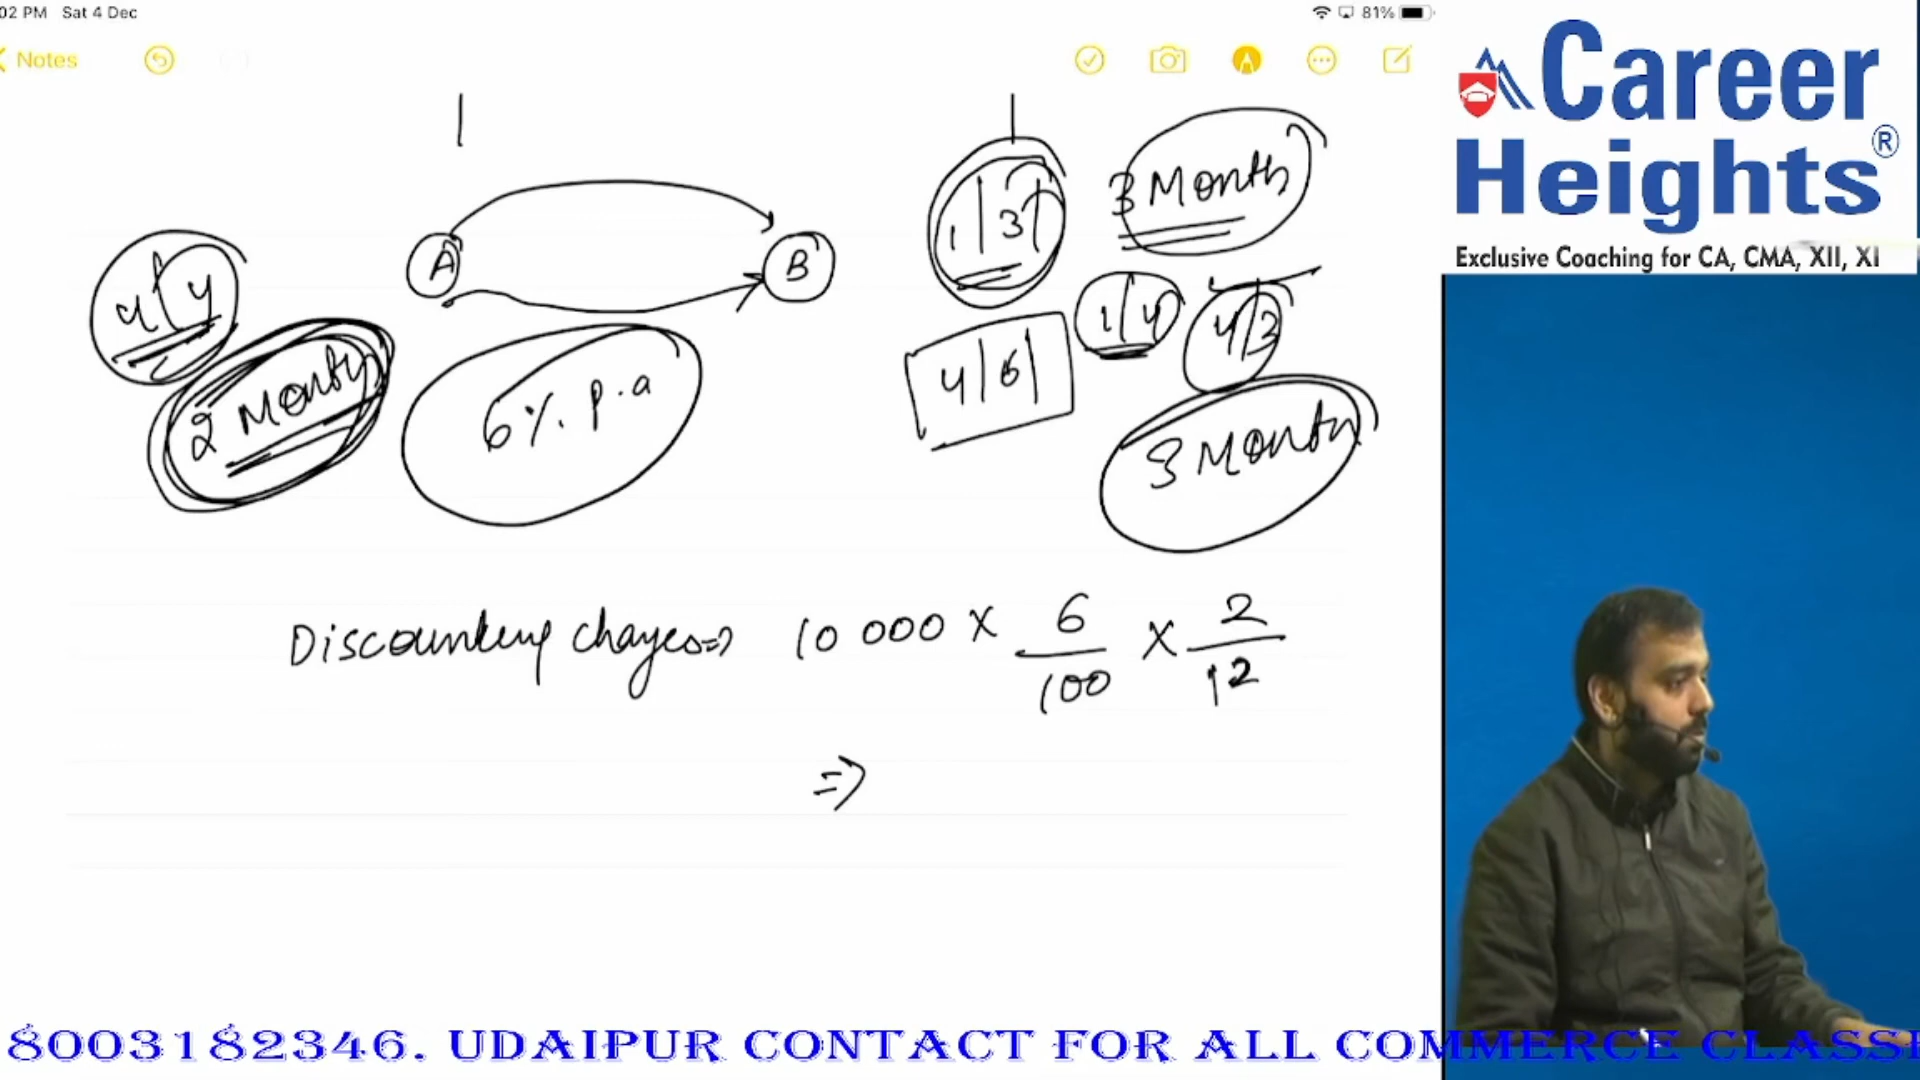 02 PM Sat 4 Dec
81%
Notes
Career
Heights®
Exclusive Coaching for CA, CMA, XII, XI
1|3| 3 Month
A B
4|4
1|4 4|3
4|6|
2 Month
6%. p.a
3 Month
Discounting charges⇒ 10 000 × 6/100 × 2/12
⇒
8003182346. UDAIPUR CONTACT FOR ALL COMMERCE CLASSE